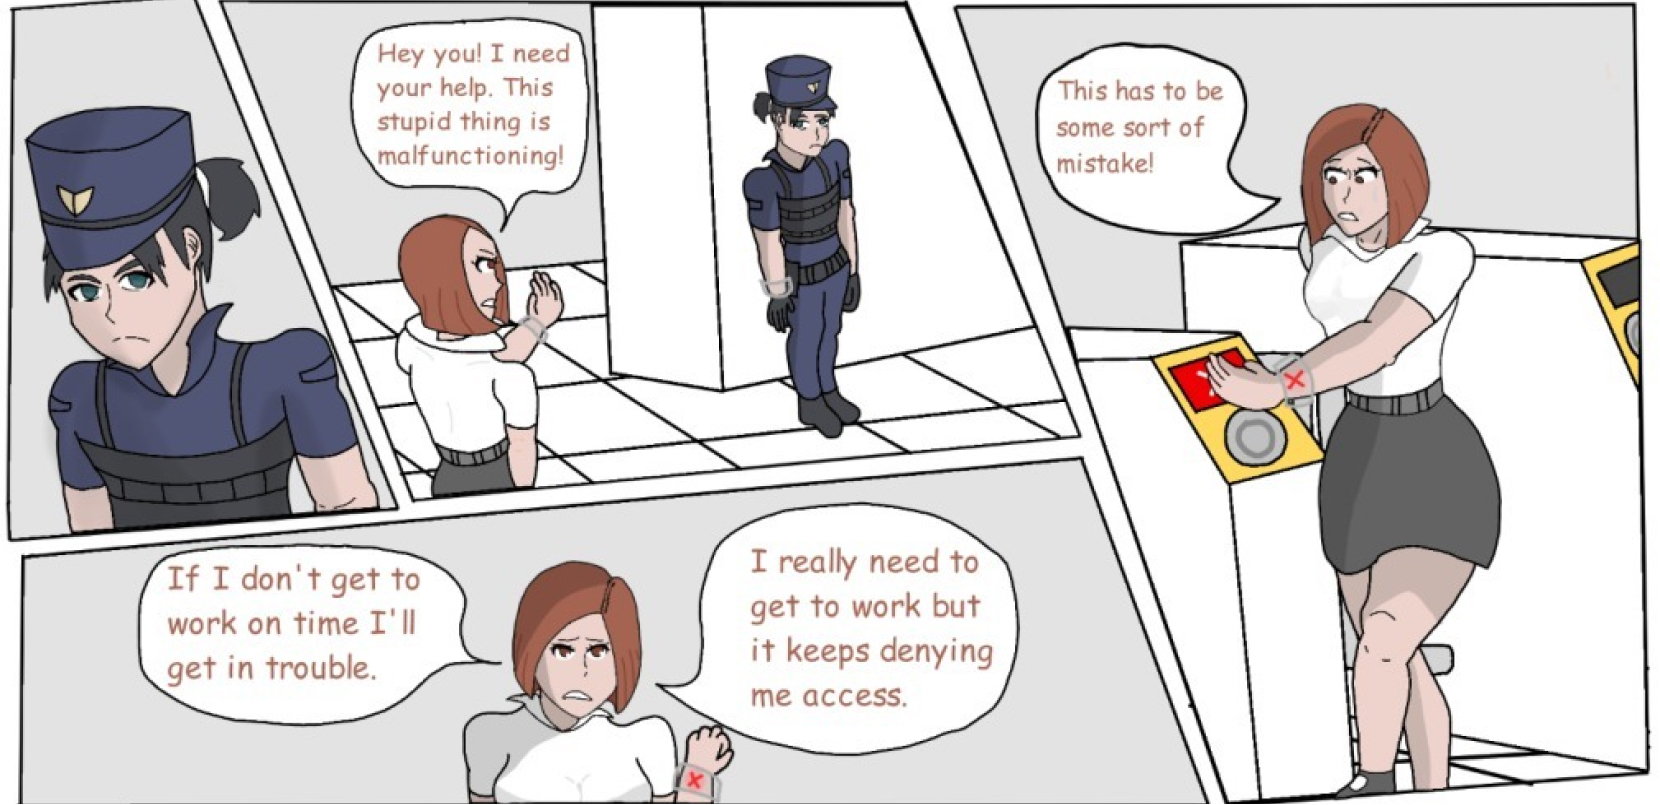 This has to be
some sort of
mistake!
Hey you! I need
your help. This
stupid thing is
malfunctioning!
I really need to
get to work but
it keeps denying
me access.
If I don't get to
work on time I'll
get in trouble.